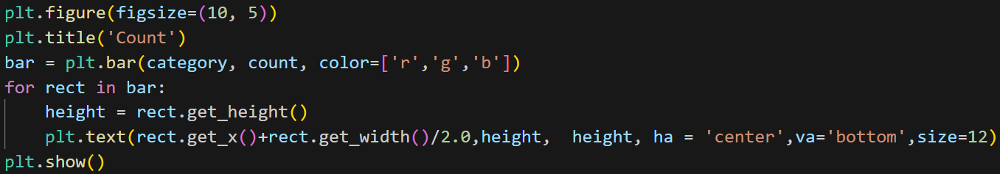 plt.figure(figsize=(10, 5))
plt.title('Count')
bar = plt.bar(category, count, color=['r','g','b'])
for rect in bar:
    height = rect.get_height()
    plt.text(rect.get_x()+rect.get_width()/2.0,height,  height, ha = 'center',va='bottom',size=12)
plt.show()